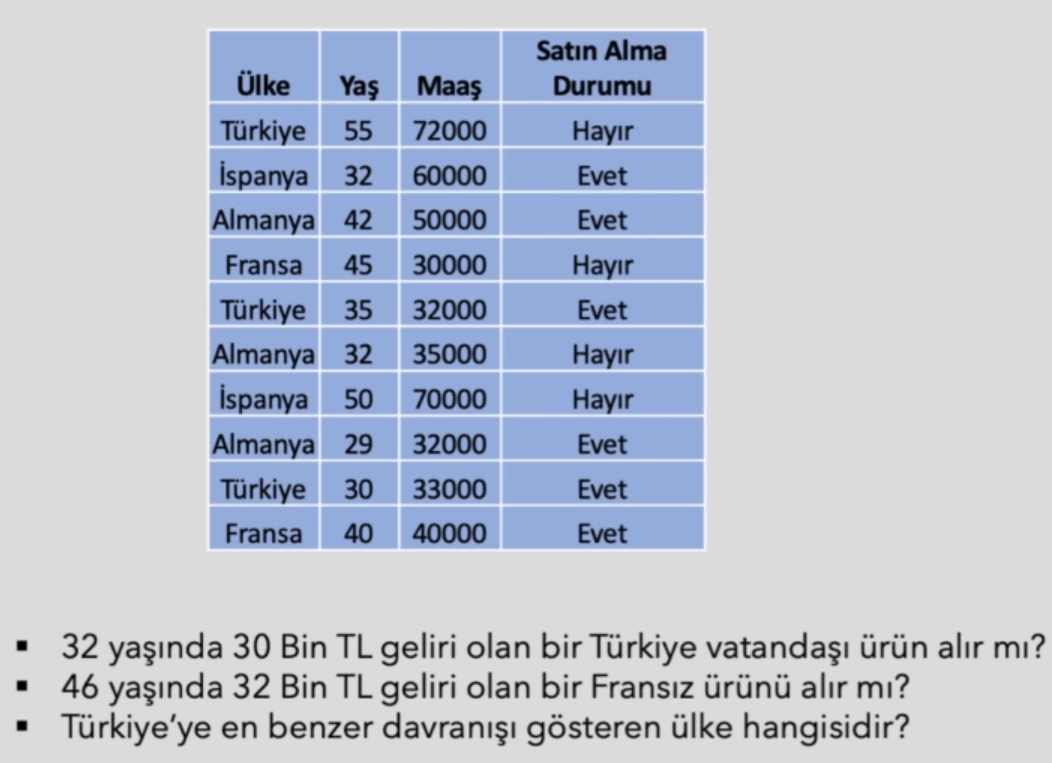 Ülke Yaş Maaş Satın Alma Durumu
Türkiye 55 72000 Hayır
İspanya 32 60000 Evet
Almanya 42 50000 Evet
Fransa 45 30000 Hayır
Türkiye 35 32000 Evet
Almanya 32 35000 Hayır
İspanya 50 70000 Hayır
Almanya 29 32000 Evet
Türkiye 30 33000 Evet
Fransa 40 40000 Evet
▪ 32 yaşında 30 Bin TL geliri olan bir Türkiye vatandaşı ürün alır mı?
▪ 46 yaşında 32 Bin TL geliri olan bir Fransız ürünü alır mı?
▪ Türkiye'ye en benzer davranışı gösteren ülke hangisidir?